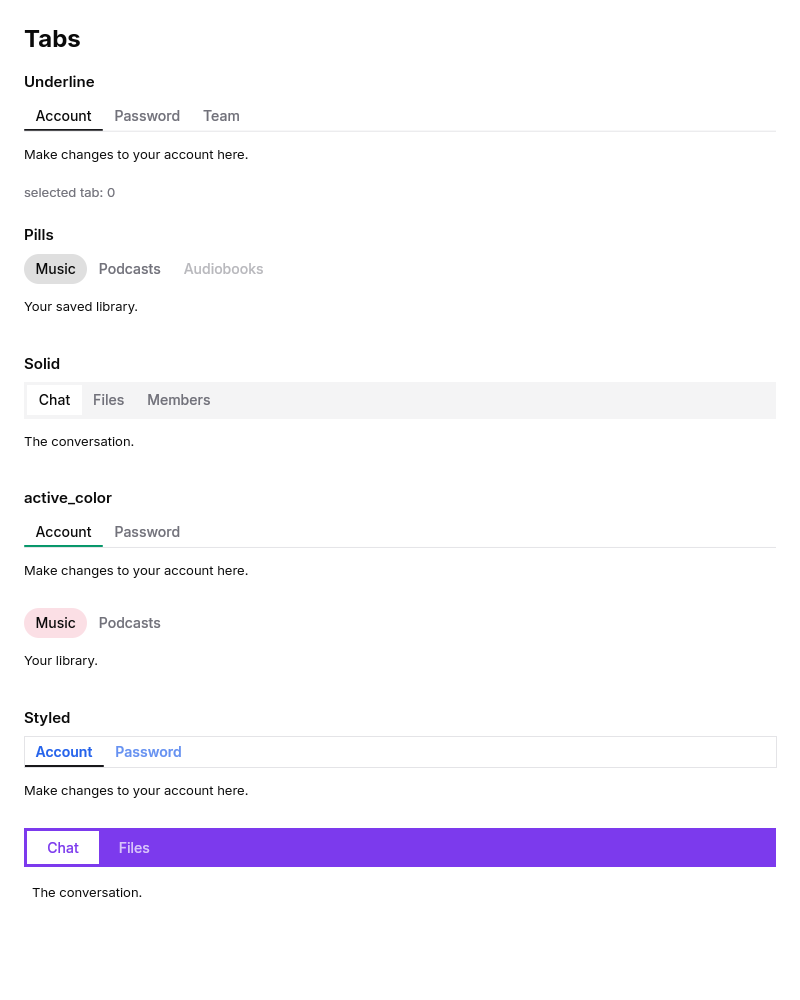 Tabs
Underline
Account Password Team
Make changes to your account here.
selected tab: 0
Pills
Music Podcasts Audiobooks
Your saved library.
Solid
Chat Files Members
The conversation.
active_color
Account Password
Make changes to your account here.
Music Podcasts
Your library.
Styled
Account Password
Make changes to your account here.
Chat Files
The conversation.